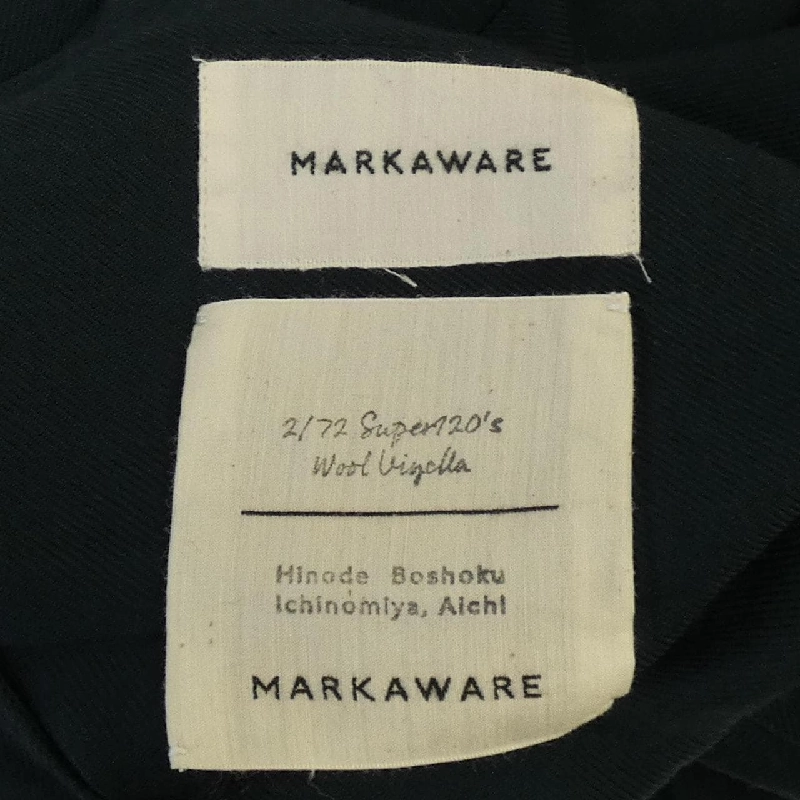 MARKAWARE
2/72 Super120's
Wool Viyella
Hinode Boshoku
Ichinomiya, Aichi
MARKAWARE